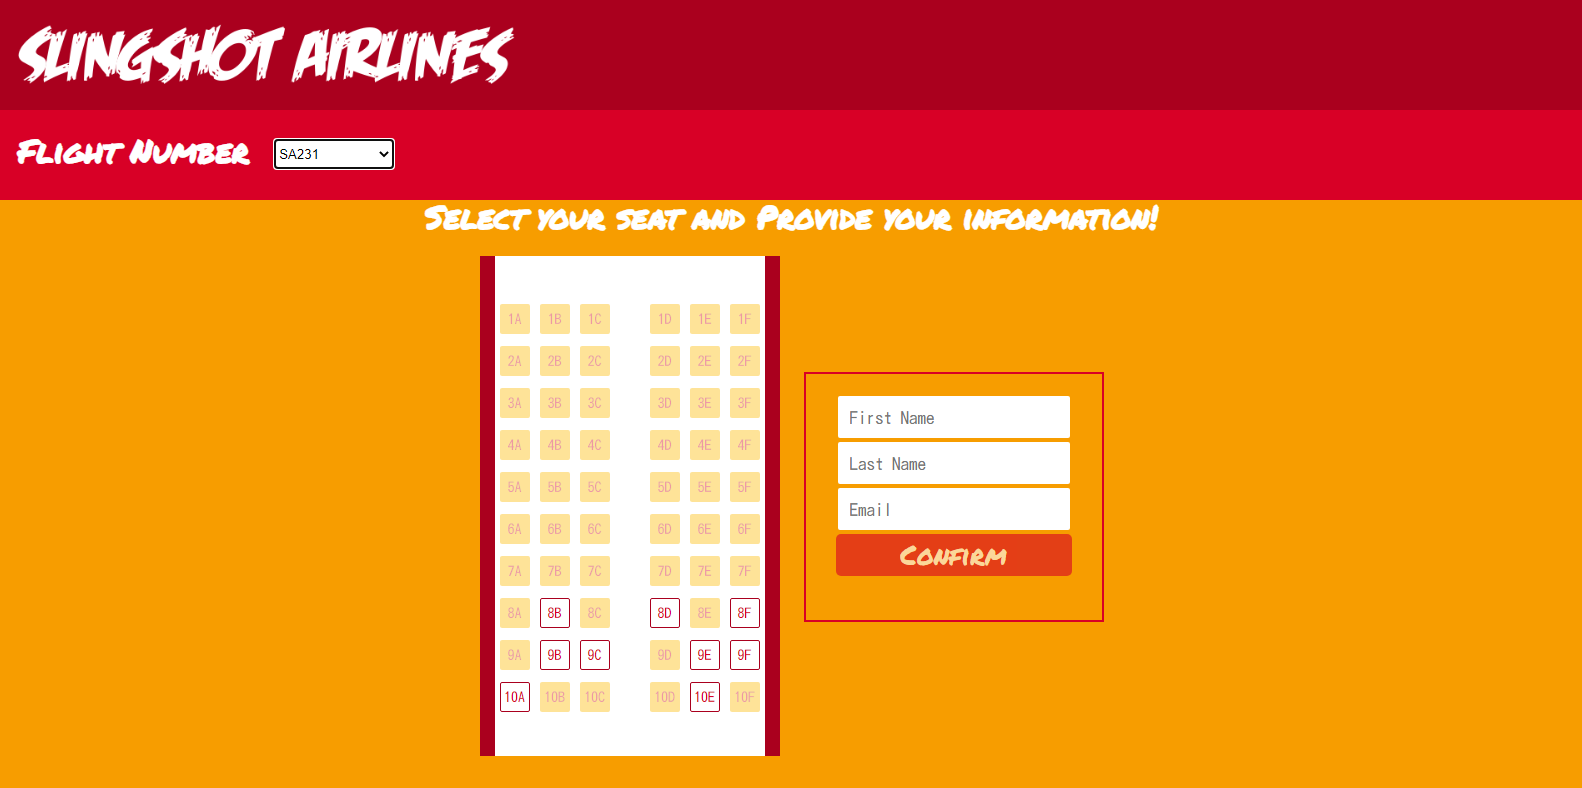 SLINGSHOT AIRLINES
Flight Number SA231
Select your seat and Provide your information!
1A 1B 1C 1D 1E 1F
2A 2B 2C 2D 2E 2F
3A 3B 3C 3D 3E 3F
4A 4B 4C 4D 4E 4F
5A 5B 5C 5D 5E 5F
6A 6B 6C 6D 6E 6F
7A 7B 7C 7D 7E 7F
8A 8B 8C 8D 8E 8F
9A 9B 9C 9D 9E 9F
10A 10B 10C 10D 10E 10F
First Name
Last Name
Email
Confirm